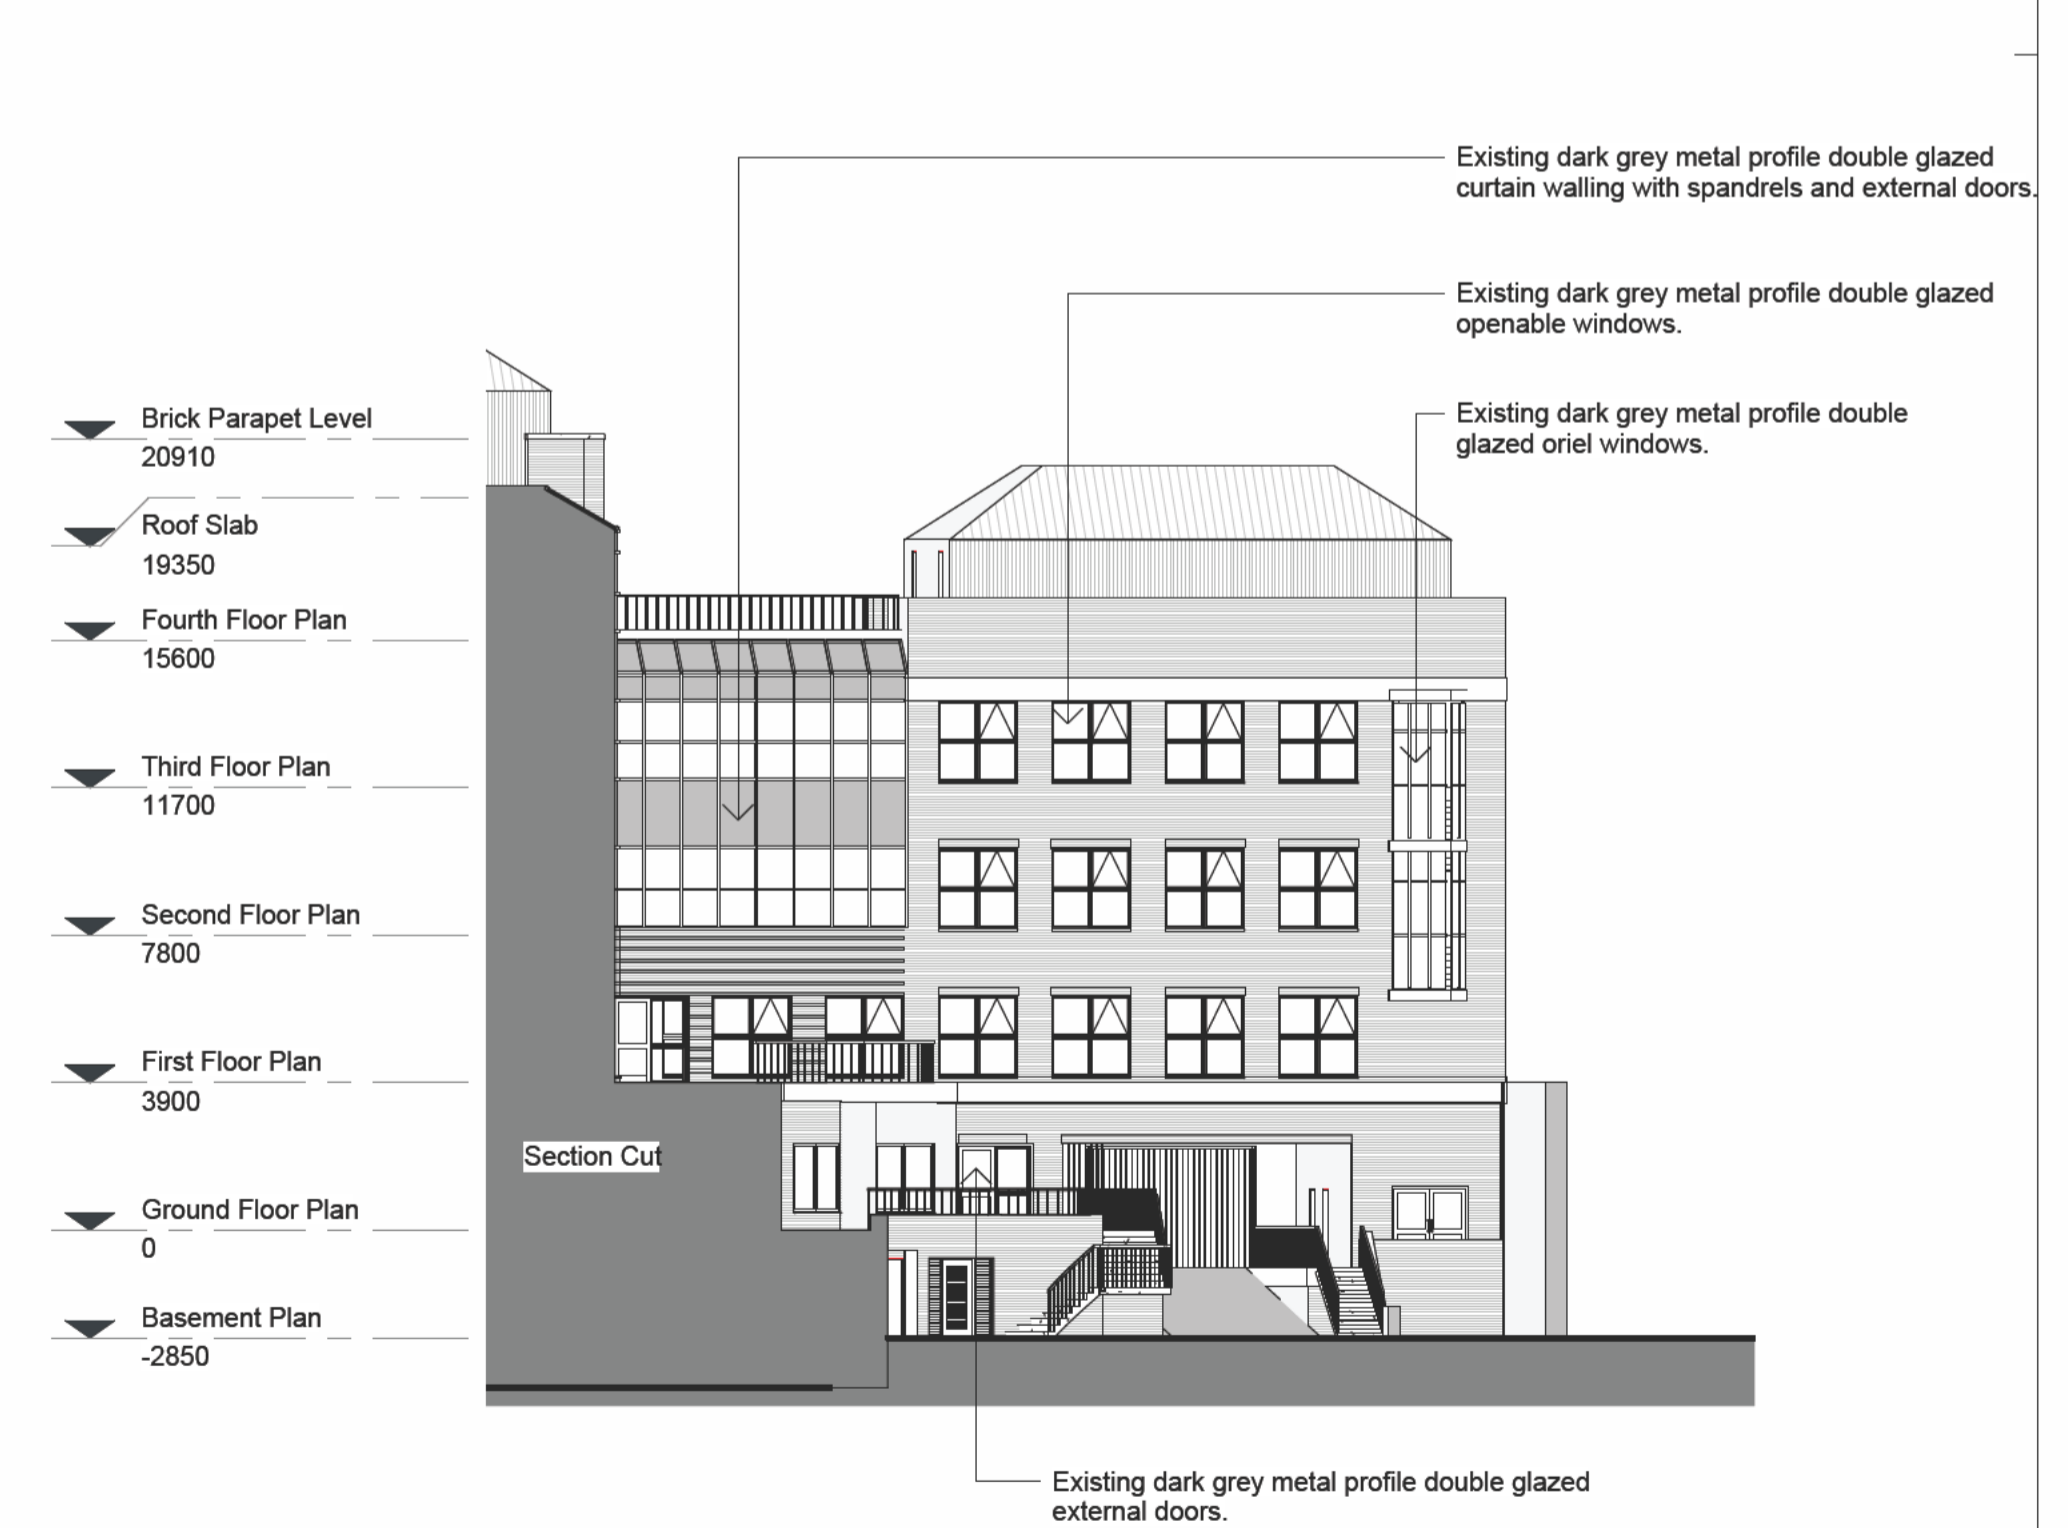 Existing dark grey metal profile double glazed
curtain walling with spandrels and external doors.
Existing dark grey metal profile double glazed
openable windows.
Existing dark grey metal profile double
glazed oriel windows.
Brick Parapet Level
20910
Roof Slab
19350
Fourth Floor Plan
15600
Third Floor Plan
11700
Second Floor Plan
7800
First Floor Plan
3900
Section Cut
Ground Floor Plan
0
Basement Plan
-2850
Existing dark grey metal profile double glazed
external doors.